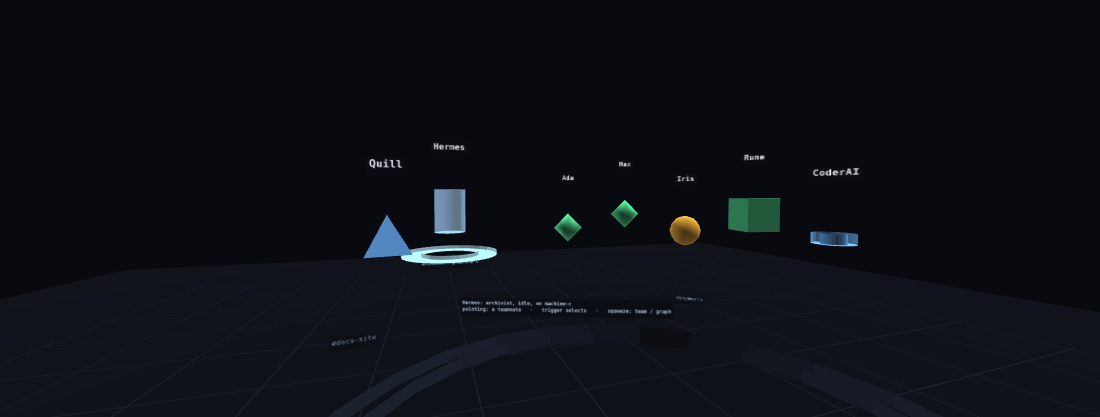 Hermes
Quill
Max
Ada
Iris
Rune
CoderAI
Hermes: archivist, idle, on machine-c
pointing: a teammate · trigger selects · squeeze: team / graph
#docs-site